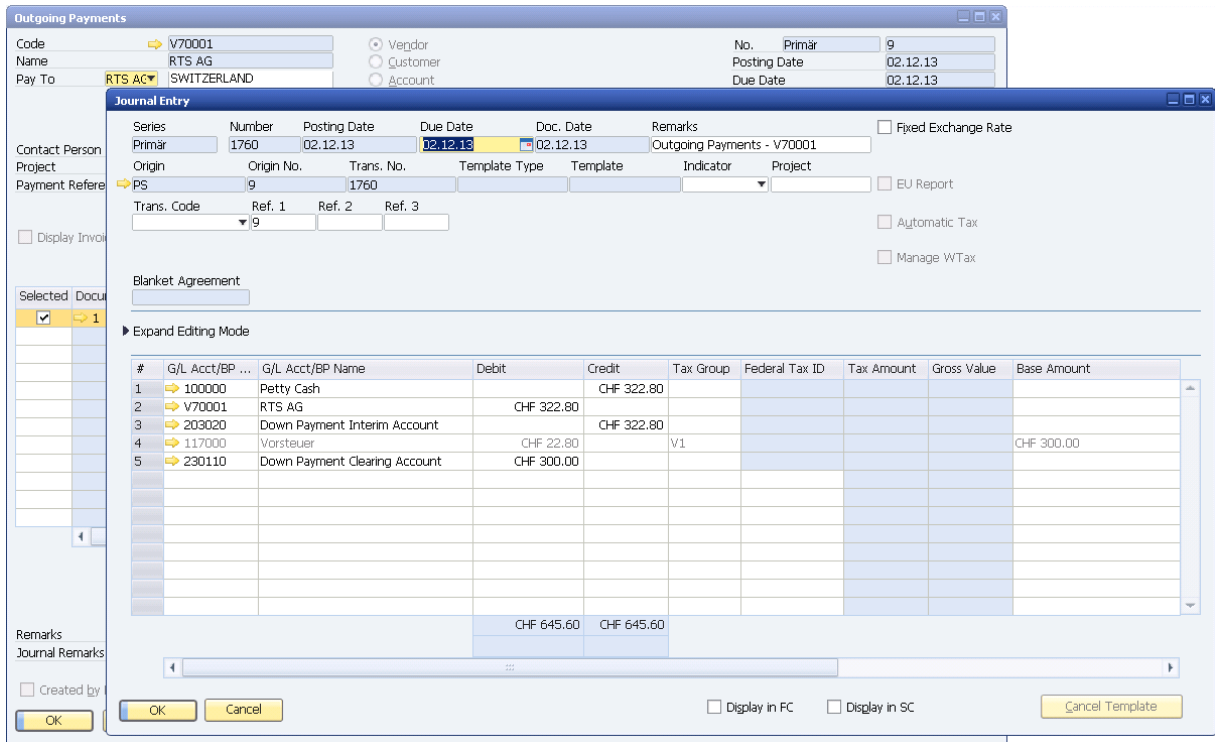 Outgoing Payments
Code V70001 Vendor No. Primär 9
Name RTS AG Customer Posting Date 02.12.13
Pay To RTS AG SWITZERLAND Account Due Date 02.12.13
Journal Entry
Series Number Posting Date Due Date Doc. Date Remarks Fixed Exchange Rate
Primär 1760 02.12.13 02.12.13 02.12.13 Outgoing Payments - V70001
Contact Person
Project Origin Origin No. Trans. No. Template Type Template Indicator Project
Payment Refere PS 9 1760 EU Report
Trans. Code Ref. 1 Ref. 2 Ref. 3
9 Automatic Tax
Display Invoi
Manage WTax
Blanket Agreement
Selected Docu
1
Expand Editing Mode
# G/L Acct/BP ... G/L Acct/BP Name Debit Credit Tax Group Federal Tax ID Tax Amount Gross Value Base Amount
1 100000 Petty Cash CHF 322.80
2 V70001 RTS AG CHF 322.80
3 203020 Down Payment Interim Account CHF 322.80
4 117000 Vorsteuer CHF 22.80 V1 CHF 300.00
5 230110 Down Payment Clearing Account CHF 300.00
CHF 645.60 CHF 645.60
Remarks
Journal Remarks
Created by
OK Cancel Display in FC Display in SC Cancel Template
OK